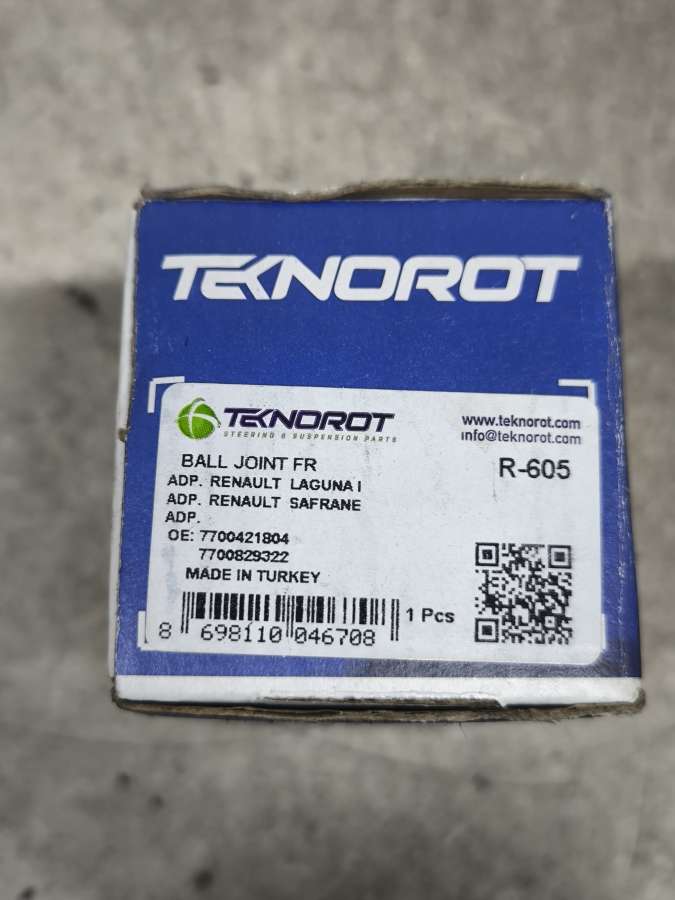 TEKNOROT
TEKNOROT
STEERING & SUSPENSION PARTS
www.teknorot.com
info@teknorot.com
BALL JOINT FR
R-605
ADP. RENAULT LAGUNA I
ADP. RENAULT SAFRANE
ADP.
OE: 7700421804
7700829322
MADE IN TURKEY
1 Pcs
8 698110 046708